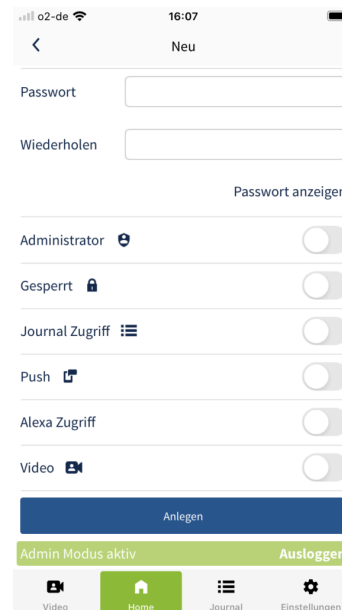 o2-de 16:07
Neu
Passwort
Wiederholen
Passwort anzeigen
Administrator
Gesperrt
Journal Zugriff
Push
Alexa Zugriff
Video
Anlegen
Admin Modus aktiv Ausloggen
Video Home Journal Einstellungen